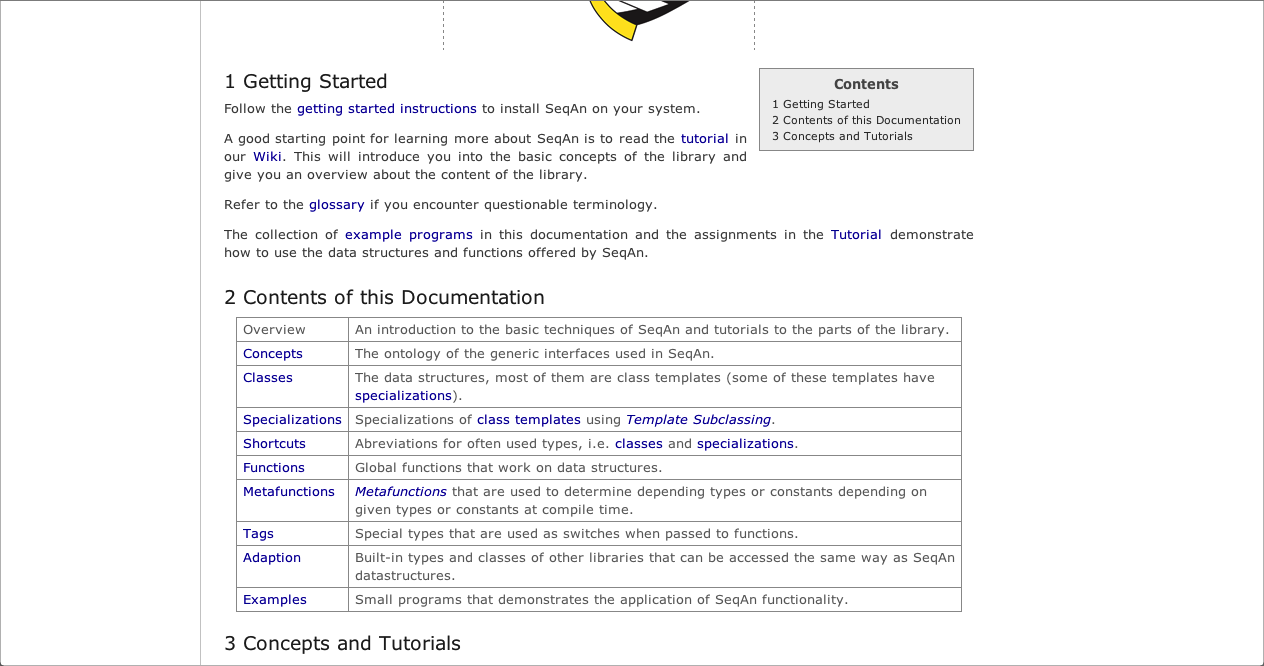 1 Getting Started
Follow the getting started instructions to install SeqAn on your system.
A good starting point for learning more about SeqAn is to read the tutorial in
our Wiki. This will introduce you into the basic concepts of the library and
give you an overview about the content of the library.
Refer to the glossary if you encounter questionable terminology.
The collection of example programs in this documentation and the assignments in the Tutorial demonstrate
how to use the data structures and functions offered by SeqAn.
Contents
1 Getting Started
2 Contents of this Documentation
3 Concepts and Tutorials
2 Contents of this Documentation
Overview An introduction to the basic techniques of SeqAn and tutorials to the parts of the library.
Concepts The ontology of the generic interfaces used in SeqAn.
Classes The data structures, most of them are class templates (some of these templates have
specializations).
Specializations Specializations of class templates using Template Subclassing.
Shortcuts Abreviations for often used types, i.e. classes and specializations.
Functions Global functions that work on data structures.
Metafunctions Metafunctions that are used to determine depending types or constants depending on
given types or constants at compile time.
Tags Special types that are used as switches when passed to functions.
Adaption Built-in types and classes of other libraries that can be accessed the same way as SeqAn
datastructures.
Examples Small programs that demonstrates the application of SeqAn functionality.
3 Concepts and Tutorials